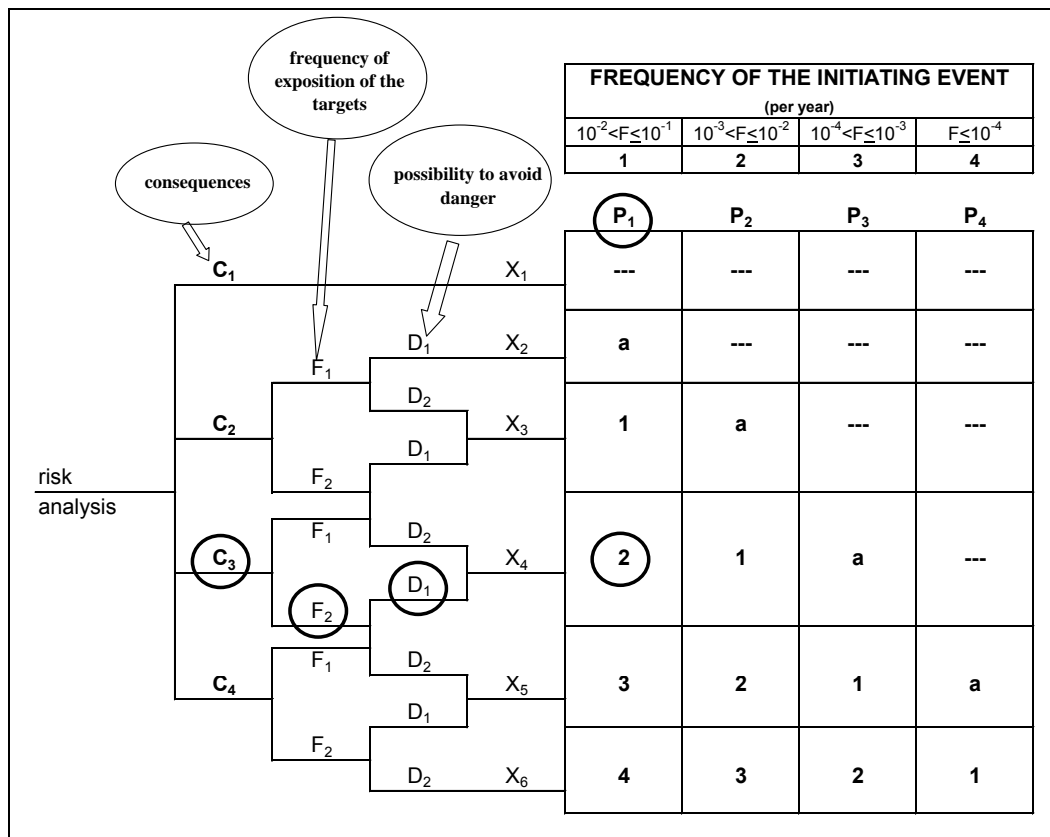 frequency of
exposition of the
targets
consequences
possibility to avoid
danger
FREQUENCY OF THE INITIATING EVENT
(per year)
10⁻²<F≤10⁻¹ 10⁻³<F≤10⁻² 10⁻⁴<F≤10⁻³ F≤10⁻⁴
1 2 3 4
P₁ P₂ P₃ P₄
C₁ X₁ --- --- --- ---
D₁ X₂ a --- --- ---
F₁
D₂
C₂ X₃ 1 a --- ---
D₁
F₂
risk
analysis
F₁ D₂
C₃ X₄ 2 1 a ---
D₁
F₂
F₁ D₂
C₄ X₅ 3 2 1 a
D₁
F₂
D₂ X₆ 4 3 2 1